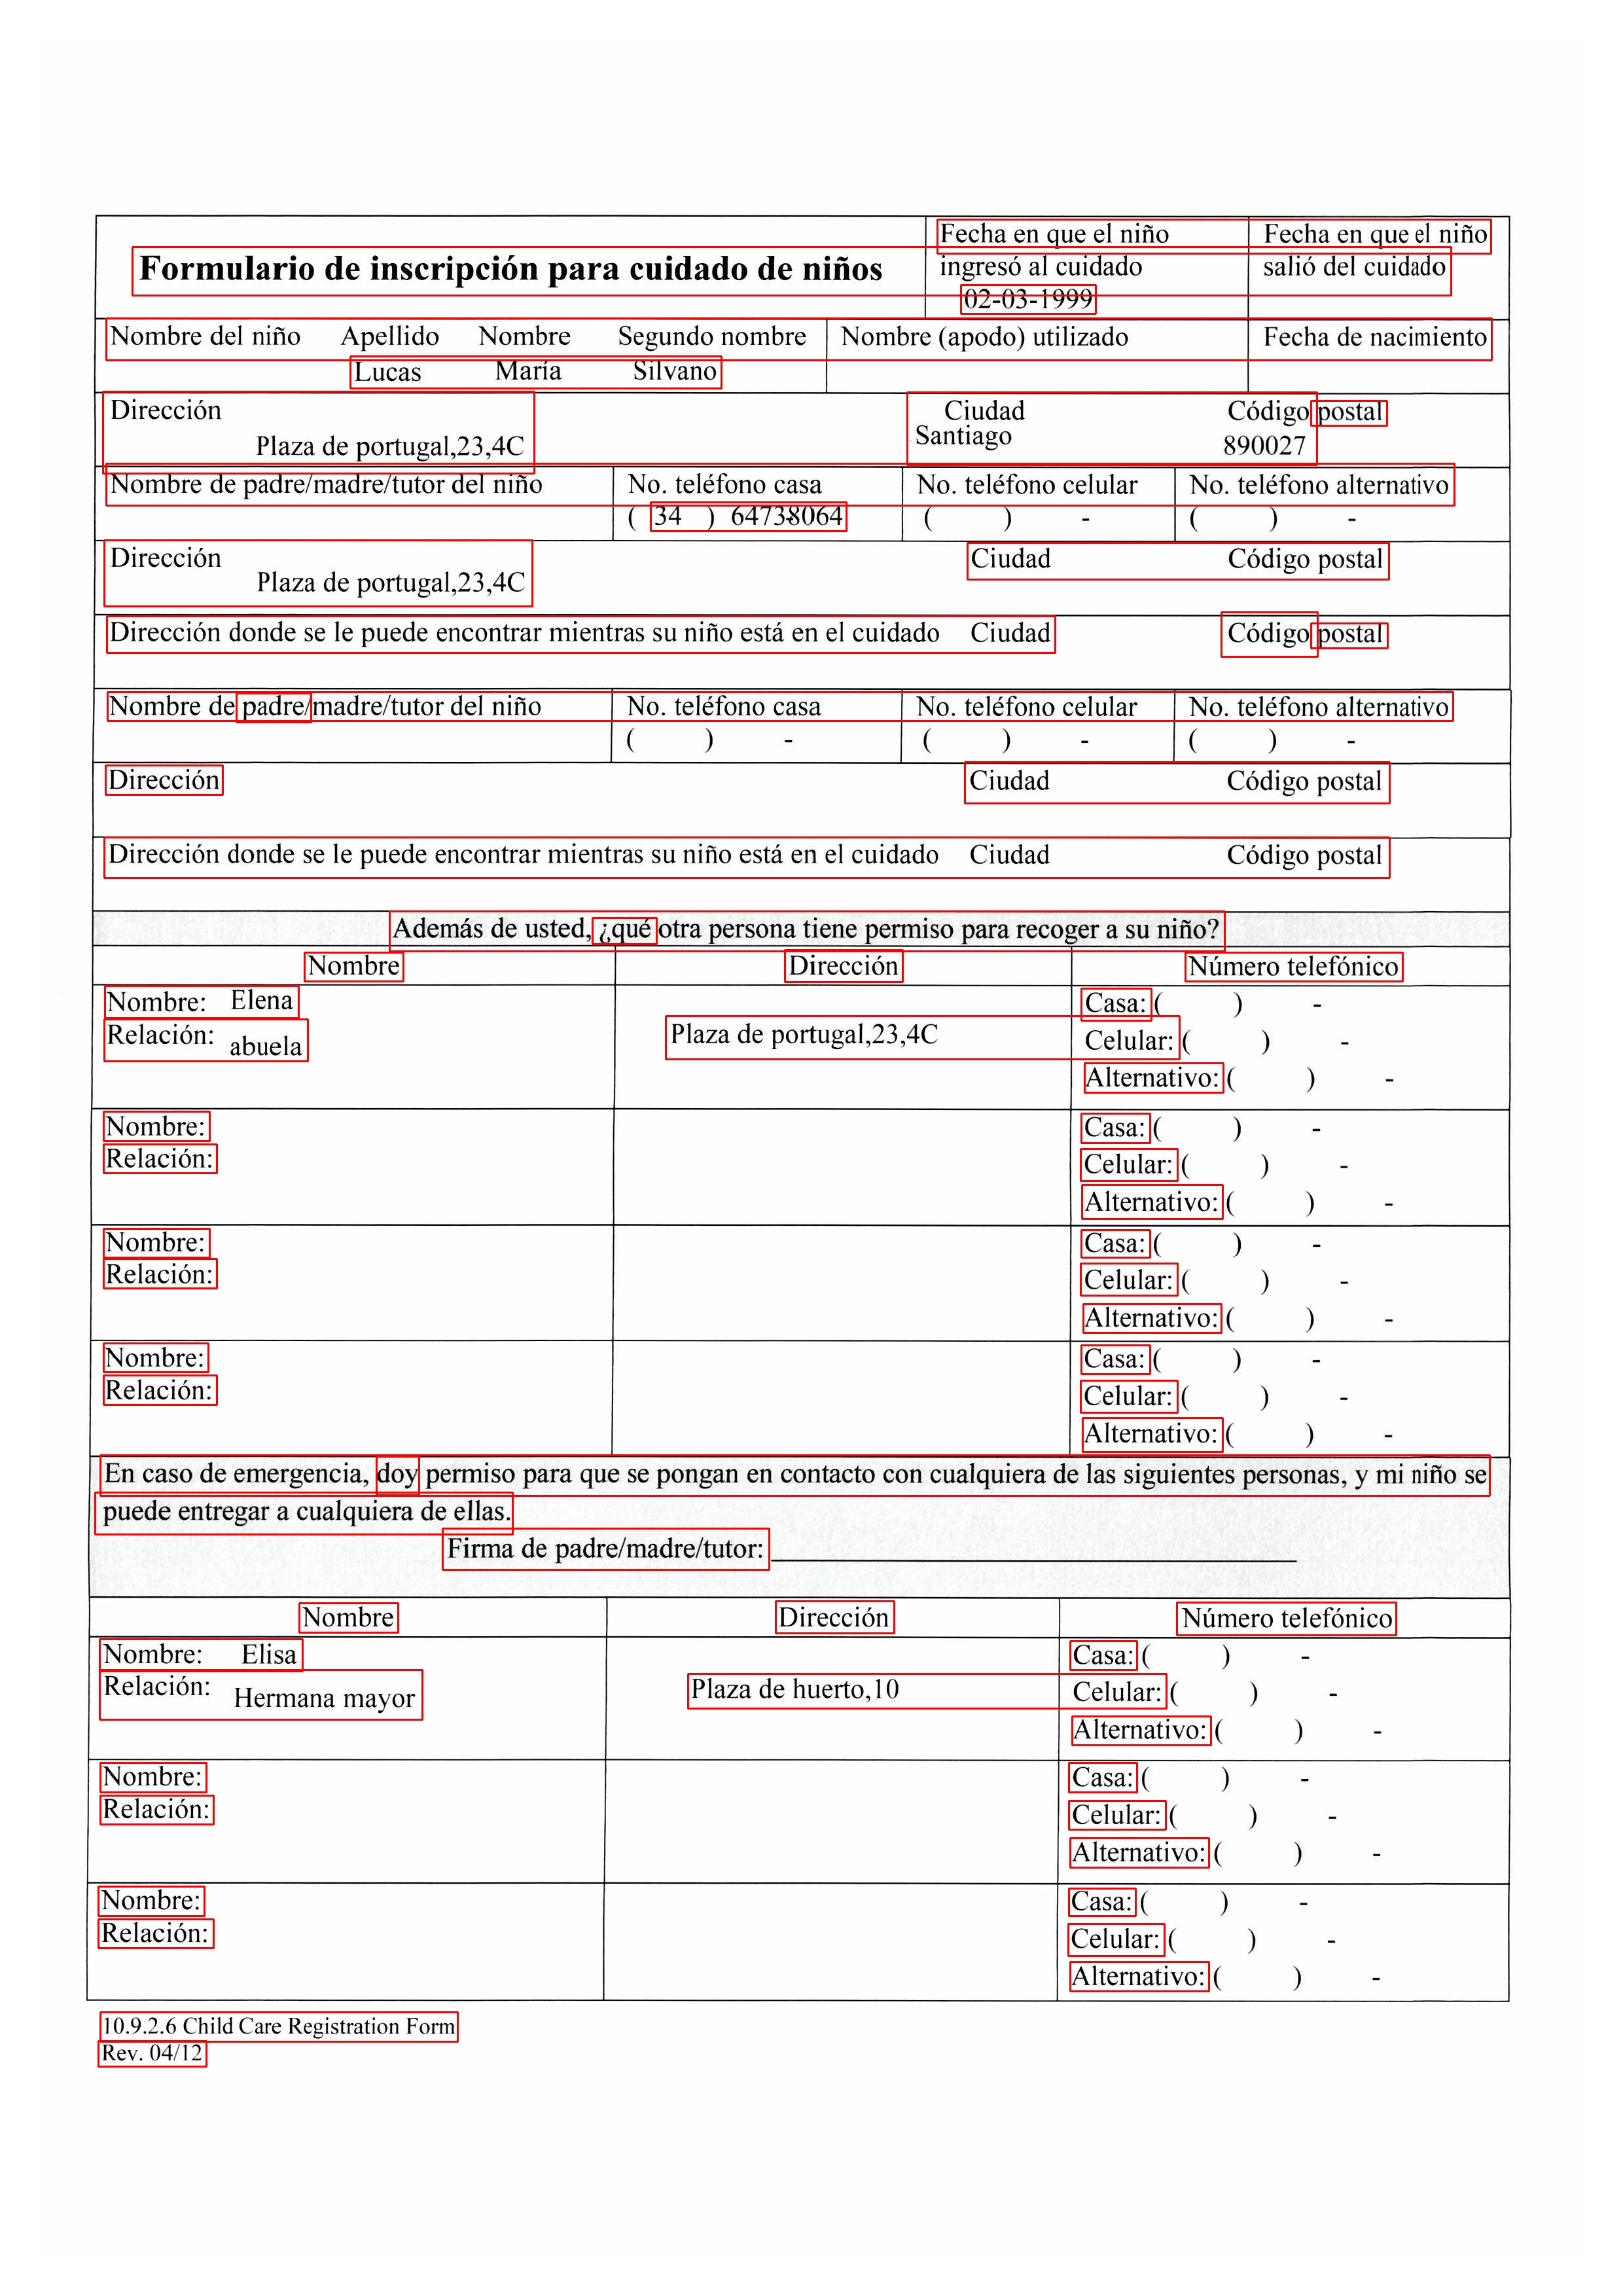 Fecha en que el niño Fecha en que el niño
Formulario de inscripción para cuidado de niños ingresó al cuidado salió del cuidado
02-03-1999
Nombre del niño Apellido Nombre Segundo nombre Nombre (apodo) utilizado Fecha de nacimiento
Lucas María Silvano
Dirección Ciudad Código postal
Plaza de portugal,23,4C Santiago 890027
Nombre de padre/madre/tutor del niño No. teléfono casa No. teléfono celular No. teléfono alternativo
( 34 ) 64738064 ( ) - ( ) -
Dirección Ciudad Código postal
Plaza de portugal,23,4C
Dirección donde se le puede encontrar mientras su niño está en el cuidado Ciudad Código postal
Nombre de padre/madre/tutor del niño No. teléfono casa No. teléfono celular No. teléfono alternativo
( ) - ( ) - ( ) -
Dirección Ciudad Código postal
Dirección donde se le puede encontrar mientras su niño está en el cuidado Ciudad Código postal
Además de usted, ¿qué otra persona tiene permiso para recoger a su niño?
Nombre Dirección Número telefónico
Nombre: Elena Casa: ( ) -
Relación: abuela Plaza de portugal,23,4C Celular: ( ) -
Alternativo: ( ) -
Nombre: Casa: ( ) -
Relación: Celular: ( ) -
Alternativo: ( ) -
Nombre: Casa: ( ) -
Relación: Celular: ( ) -
Alternativo: ( ) -
Nombre: Casa: ( ) -
Relación: Celular: ( ) -
Alternativo: ( ) -
En caso de emergencia, doy permiso para que se pongan en contacto con cualquiera de las siguientes personas, y mi niño se
puede entregar a cualquiera de ellas.
Firma de padre/madre/tutor:
Nombre Dirección Número telefónico
Nombre: Elisa Casa: ( ) -
Relación: Hermana mayor Plaza de huerto,10 Celular: ( ) -
Alternativo: ( ) -
Nombre: Casa: ( ) -
Relación: Celular: ( ) -
Alternativo: ( ) -
Nombre: Casa: ( ) -
Relación: Celular: ( ) -
Alternativo: ( ) -
10.9.2.6 Child Care Registration Form
Rev. 04/12